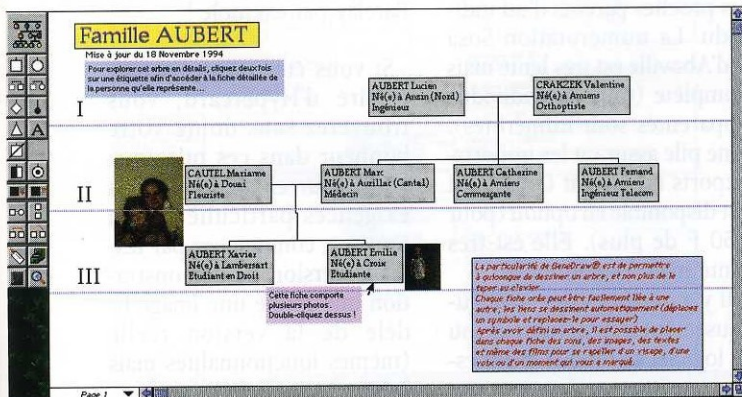 Famille AUBERT
Mise à jour du 18 Novembre 1994
Pour explorer cet arbre en détails, cliquez deux fois
sur une étiquette afin d'accéder à la fiche détaillée de
la personne qu'elle représente...
I
AUBERT Lucien
Né(e) à Anzin (Nord)
Ingénieur
CRAKZEK Valentine
Né(e) à Amiens
Orthoptiste
II
CAUTEL Marianne
Né(e) à Douai
Fleuriste
AUBERT Marc
Né(e) à Aurillac (Cantal)
Médecin
AUBERT Catherine
Né(e) à Amiens
Commerçante
AUBERT Fernand
Né(e) à Amiens
Ingénieur Telecom
III
AUBERT Xavier
Né(e) à Lambersart
Etudiant en Droit
AUBERT Emilie
Né(e) à Croix
Etudiante
Cette fiche comporte
plusieurs photos.
Double-cliquez dessus !
La particularité de GeneDraw® est de permettre
à quiconque de dessiner un arbre, et non plus de le
taper au clavier.
Chaque fiche crée peut être facilement liée à une
autre, les liens se dessinent automatiquement (déplacez
un symbole et replacez-le pour essayer)
Après avoir défini un arbre, il est possible de placer
dans chaque fiche des sons, des images, des textes
et même des films pour se rappeler d'un visage, d'une
voix ou d'un moment qui vous a marqué.
Page 1